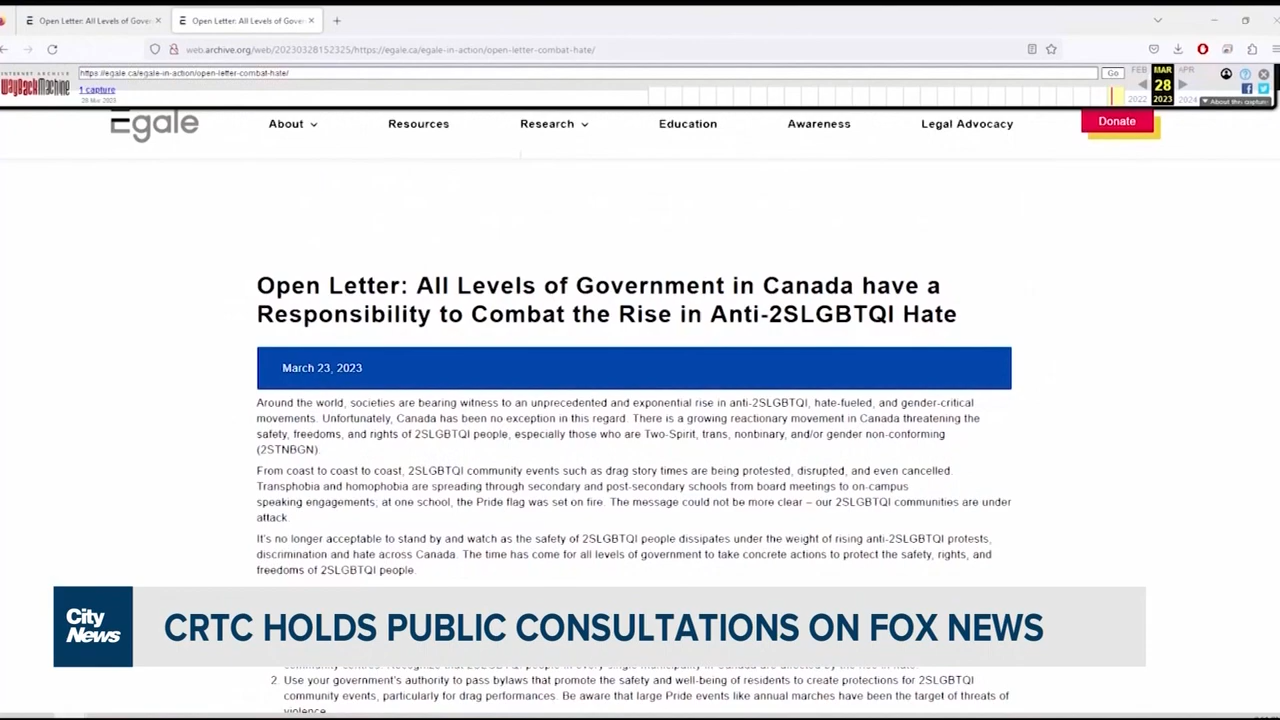 Open Letter: All Levels of Gover
Open Letter: All Levels of Gover
web.archive.org/web/20230328152325/https://egale.ca/egale-in-action/open-letter-combat-hate/
INTERNET ARCHIVE
WayBackMachine
https://egale.ca/egale-in-action/open-letter-combat-hate/
Go
FEB MAR APR
1 capture
28
28 Mar 2023
2022 2023 2024
About this capture
Egale
About
Resources
Research
Education
Awareness
Legal Advocacy
Donate
Open Letter: All Levels of Government in Canada have a
Responsibility to Combat the Rise in Anti-2SLGBTQI Hate
March 23, 2023
Around the world, societies are bearing witness to an unprecedented and exponential rise in anti-2SLGBTQI, hate-fueled, and gender-critical
movements. Unfortunately, Canada has been no exception in this regard. There is a growing reactionary movement in Canada threatening the
safety, freedoms, and rights of 2SLGBTQI people, especially those who are Two-Spirit, trans, nonbinary, and/or gender non-conforming
(2STNBGN).
From coast to coast to coast, 2SLGBTQI community events such as drag story times are being protested, disrupted, and even cancelled.
Transphobia and homophobia are spreading through secondary and post-secondary schools from board meetings to on-campus
speaking engagements, at one school, the Pride flag was set on fire. The message could not be more clear – our 2SLGBTQI communities are under
attack.
It's no longer acceptable to stand by and watch as the safety of 2SLGBTQI people dissipates under the weight of rising anti-2SLGBTQI protests,
discrimination and hate across Canada. The time has come for all levels of government to take concrete actions to protect the safety, rights, and
freedoms of 2SLGBTQI people.
City
News
CRTC HOLDS PUBLIC CONSULTATIONS ON FOX NEWS
2. Use your government's authority to pass bylaws that promote the safety and well-being of residents to create protections for 2SLGBTQI
community events, particularly for drag performances. Be aware that large Pride events like annual marches have been the target of threats of
violence.